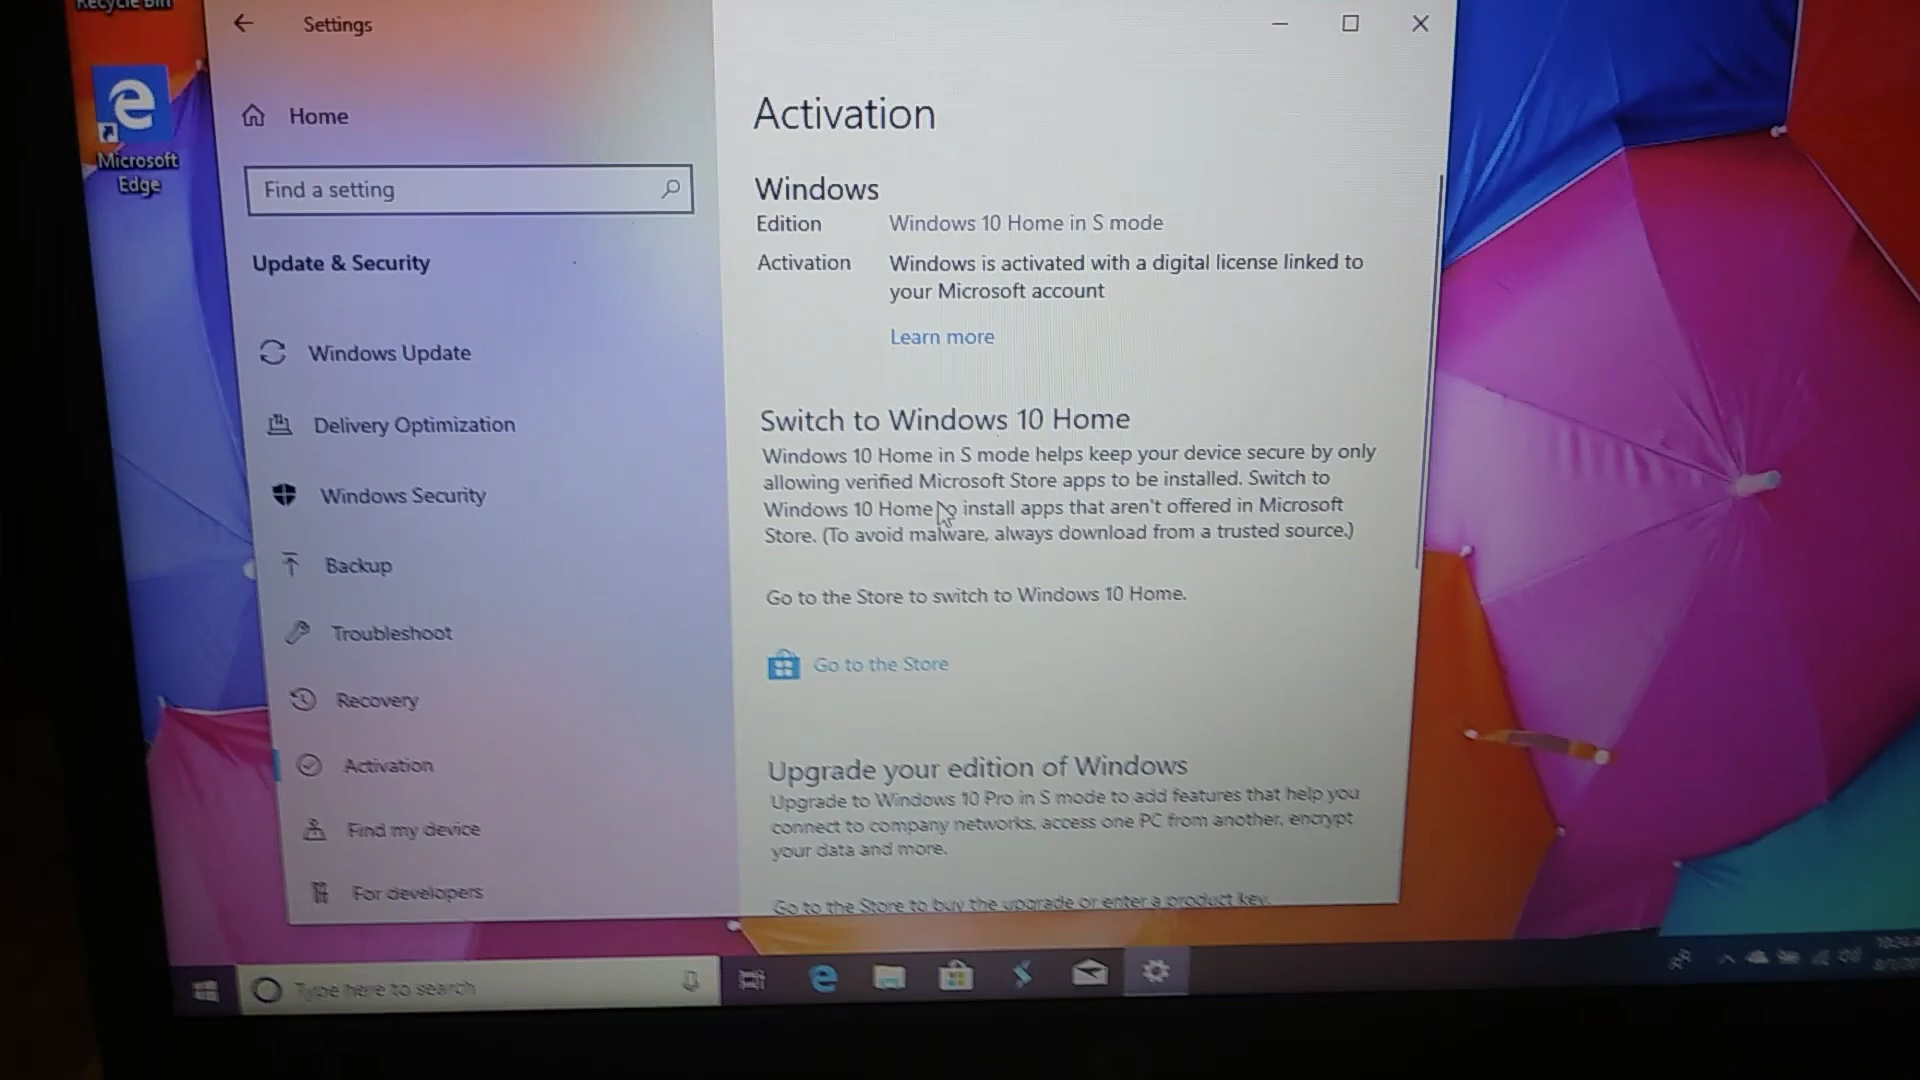 Recycle Bin
Microsoft
Edge
Settings
Home
Find a setting
Update & Security
Windows Update
Delivery Optimization
Windows Security
Backup
Troubleshoot
Recovery
Activation
Find my device
For developers
Activation
Windows
Edition Windows 10 Home in S mode
Activation Windows is activated with a digital license linked to
your Microsoft account
Learn more
Switch to Windows 10 Home
Windows 10 Home in S mode helps keep your device secure by only
allowing verified Microsoft Store apps to be installed. Switch to
Windows 10 Home to install apps that aren't offered in Microsoft
Store. (To avoid malware, always download from a trusted source.)
Go to the Store to switch to Windows 10 Home.
Go to the Store
Upgrade your edition of Windows
Upgrade to Windows 10 Pro in S mode to add features that help you
connect to company networks, access one PC from another, encrypt
your data and more.
Go to the Store to buy the upgrade or enter a product key.
Type here to search